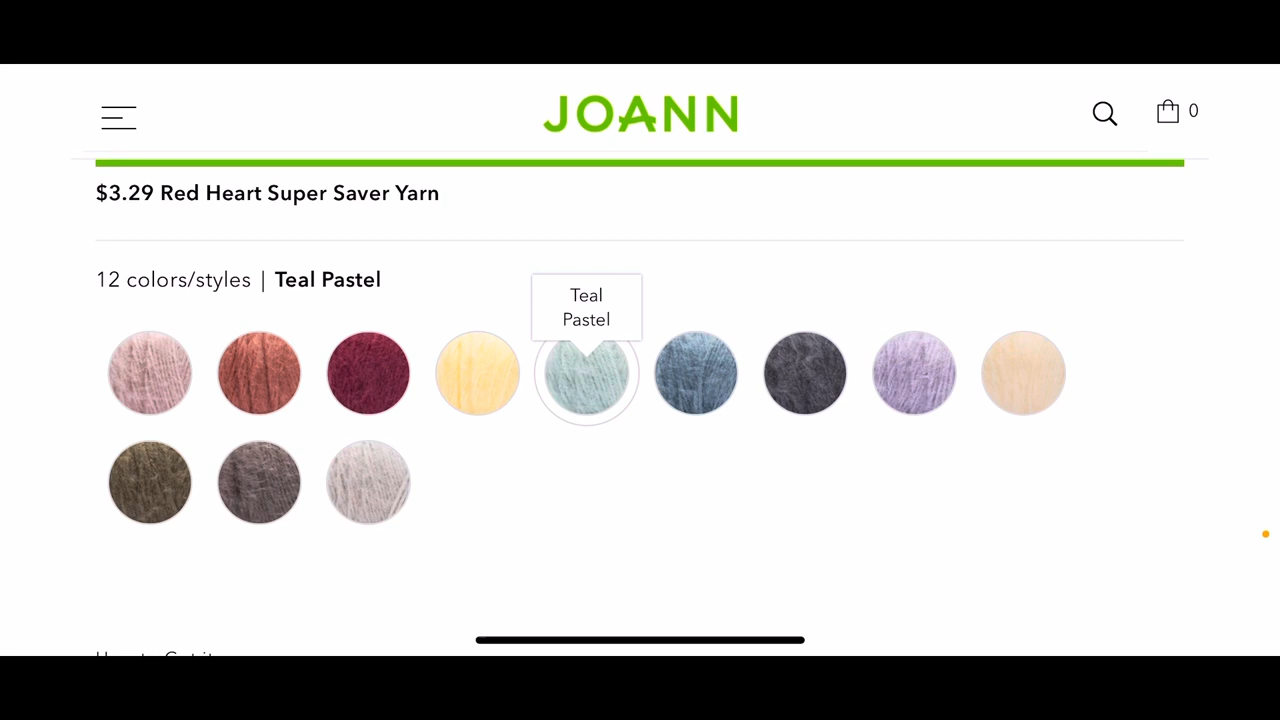 JOANN
0
$3.29 Red Heart Super Saver Yarn
12 colors/styles | Teal Pastel
Teal
Pastel